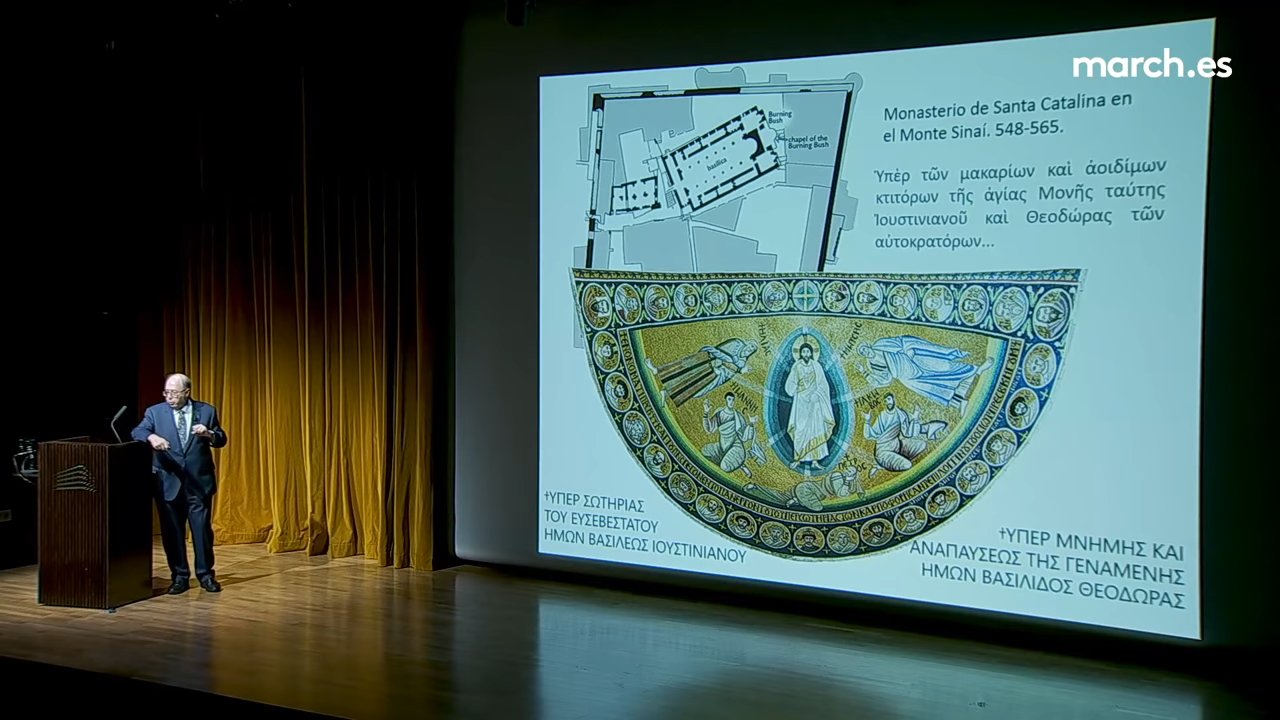 march.es
Monasterio de Santa Catalina en
el Monte Sinaí. 548-565.
Ὑπὲρ τῶν μακαρίων καὶ ἀοιδίμων
κτιτόρων τῆς ἁγίας Μονῆς ταύτης
Ἰουστινιανοῦ καὶ Θεοδώρας τῶν
αὐτοκρατόρων...
Burning
Bush
chapel of the
Burning Bush
basilica
†ΥΠΕΡ ΣΩΤΗΡΙΑΣ
ΤΟΥ ΕΥΣΕΒΕΣΤΑΤΟΥ
ΗΜΩΝ ΒΑΣΙΛΕΩΣ ΙΟΥΣΤΙΝΙΑΝΟΥ
†ΥΠΕΡ ΜΝΗΜΗΣ ΚΑΙ
ΑΝΑΠΑΥΣΕΩΣ ΤΗΣ ΓΕΝΑΜΕΝΗΣ
ΗΜΩΝ ΒΑΣΙΛΙΔΟΣ ΘΕΟΔΩΡΑΣ